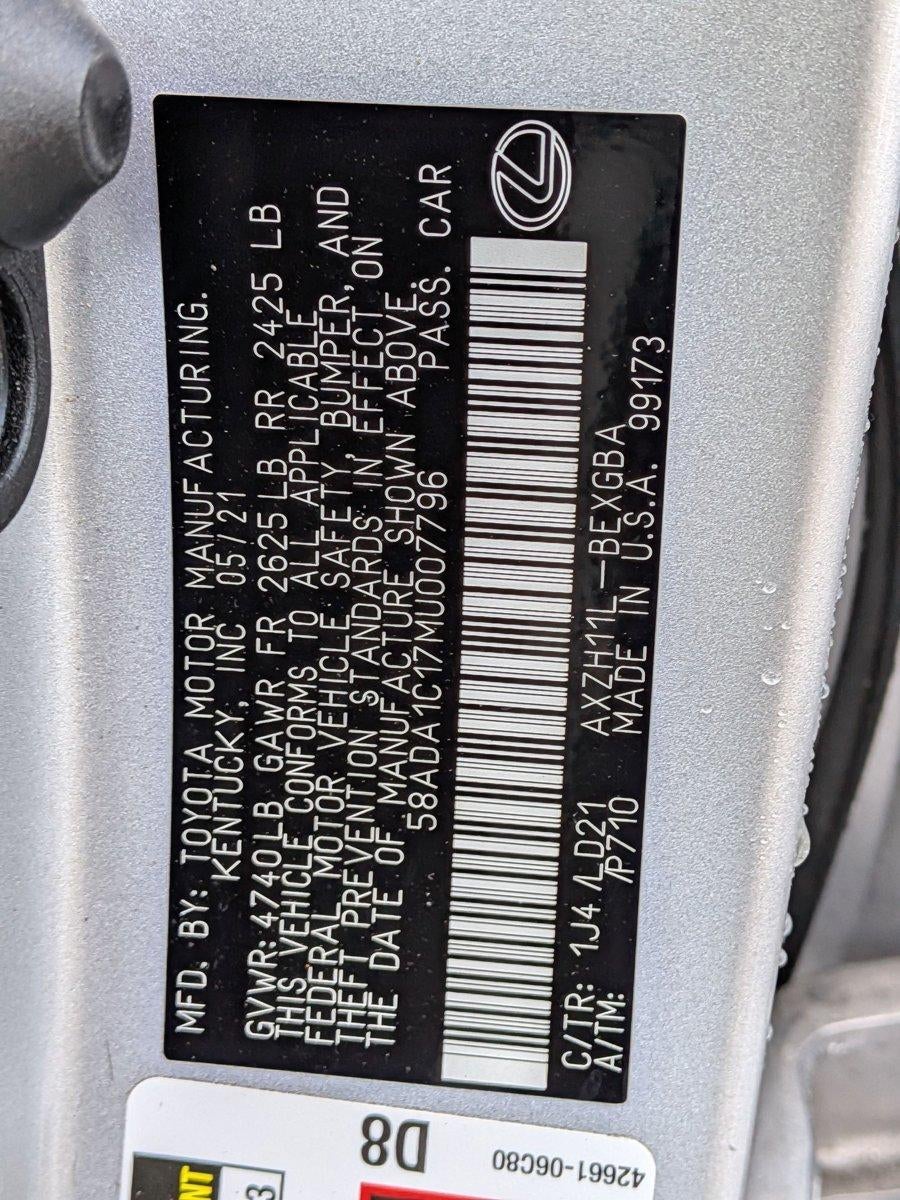 MFD. BY: TOYOTA MOTOR MANUFACTURING.
KENTUCKY, INC 05/21
GVWR: 4740LB GAWR FR 2625 LB RR 2425 LB
THIS VEHICLE CONFORMS TO ALL APPLICABLE
FEDERAL MOTOR VEHICLE SAFETY, BUMPER, AND
THEFT PREVENTION STANDARDS IN EFFECT ON
THE DATE OF MANUFACTURE SHOWN ABOVE.
58ADA1C17MU007796 PASS. CAR
C/TR: 1J4 /LD21 AXZH11L-BEXGBA
A/TM: /P710 MADE IN U.S.A. 99173
D8
42661-06C80
3